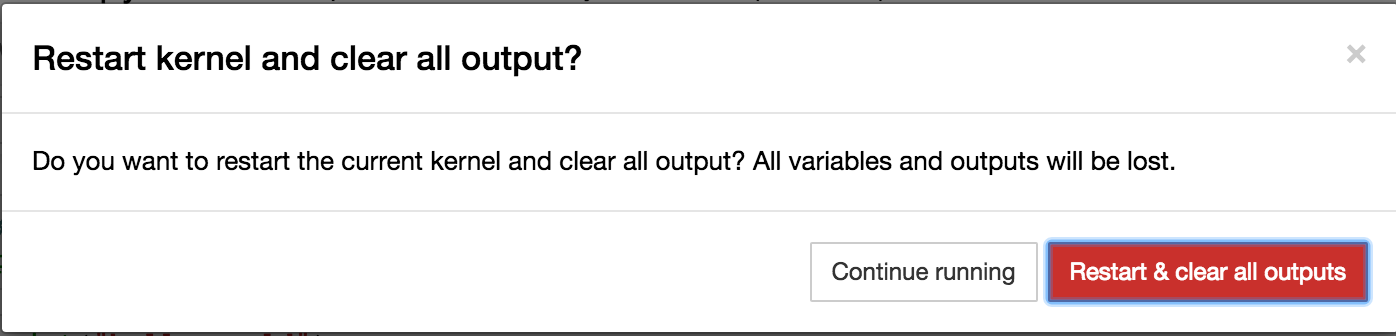 Restart kernel and clear all output?
×
Do you want to restart the current kernel and clear all output? All variables and outputs will be lost.
Continue running
Restart & clear all outputs